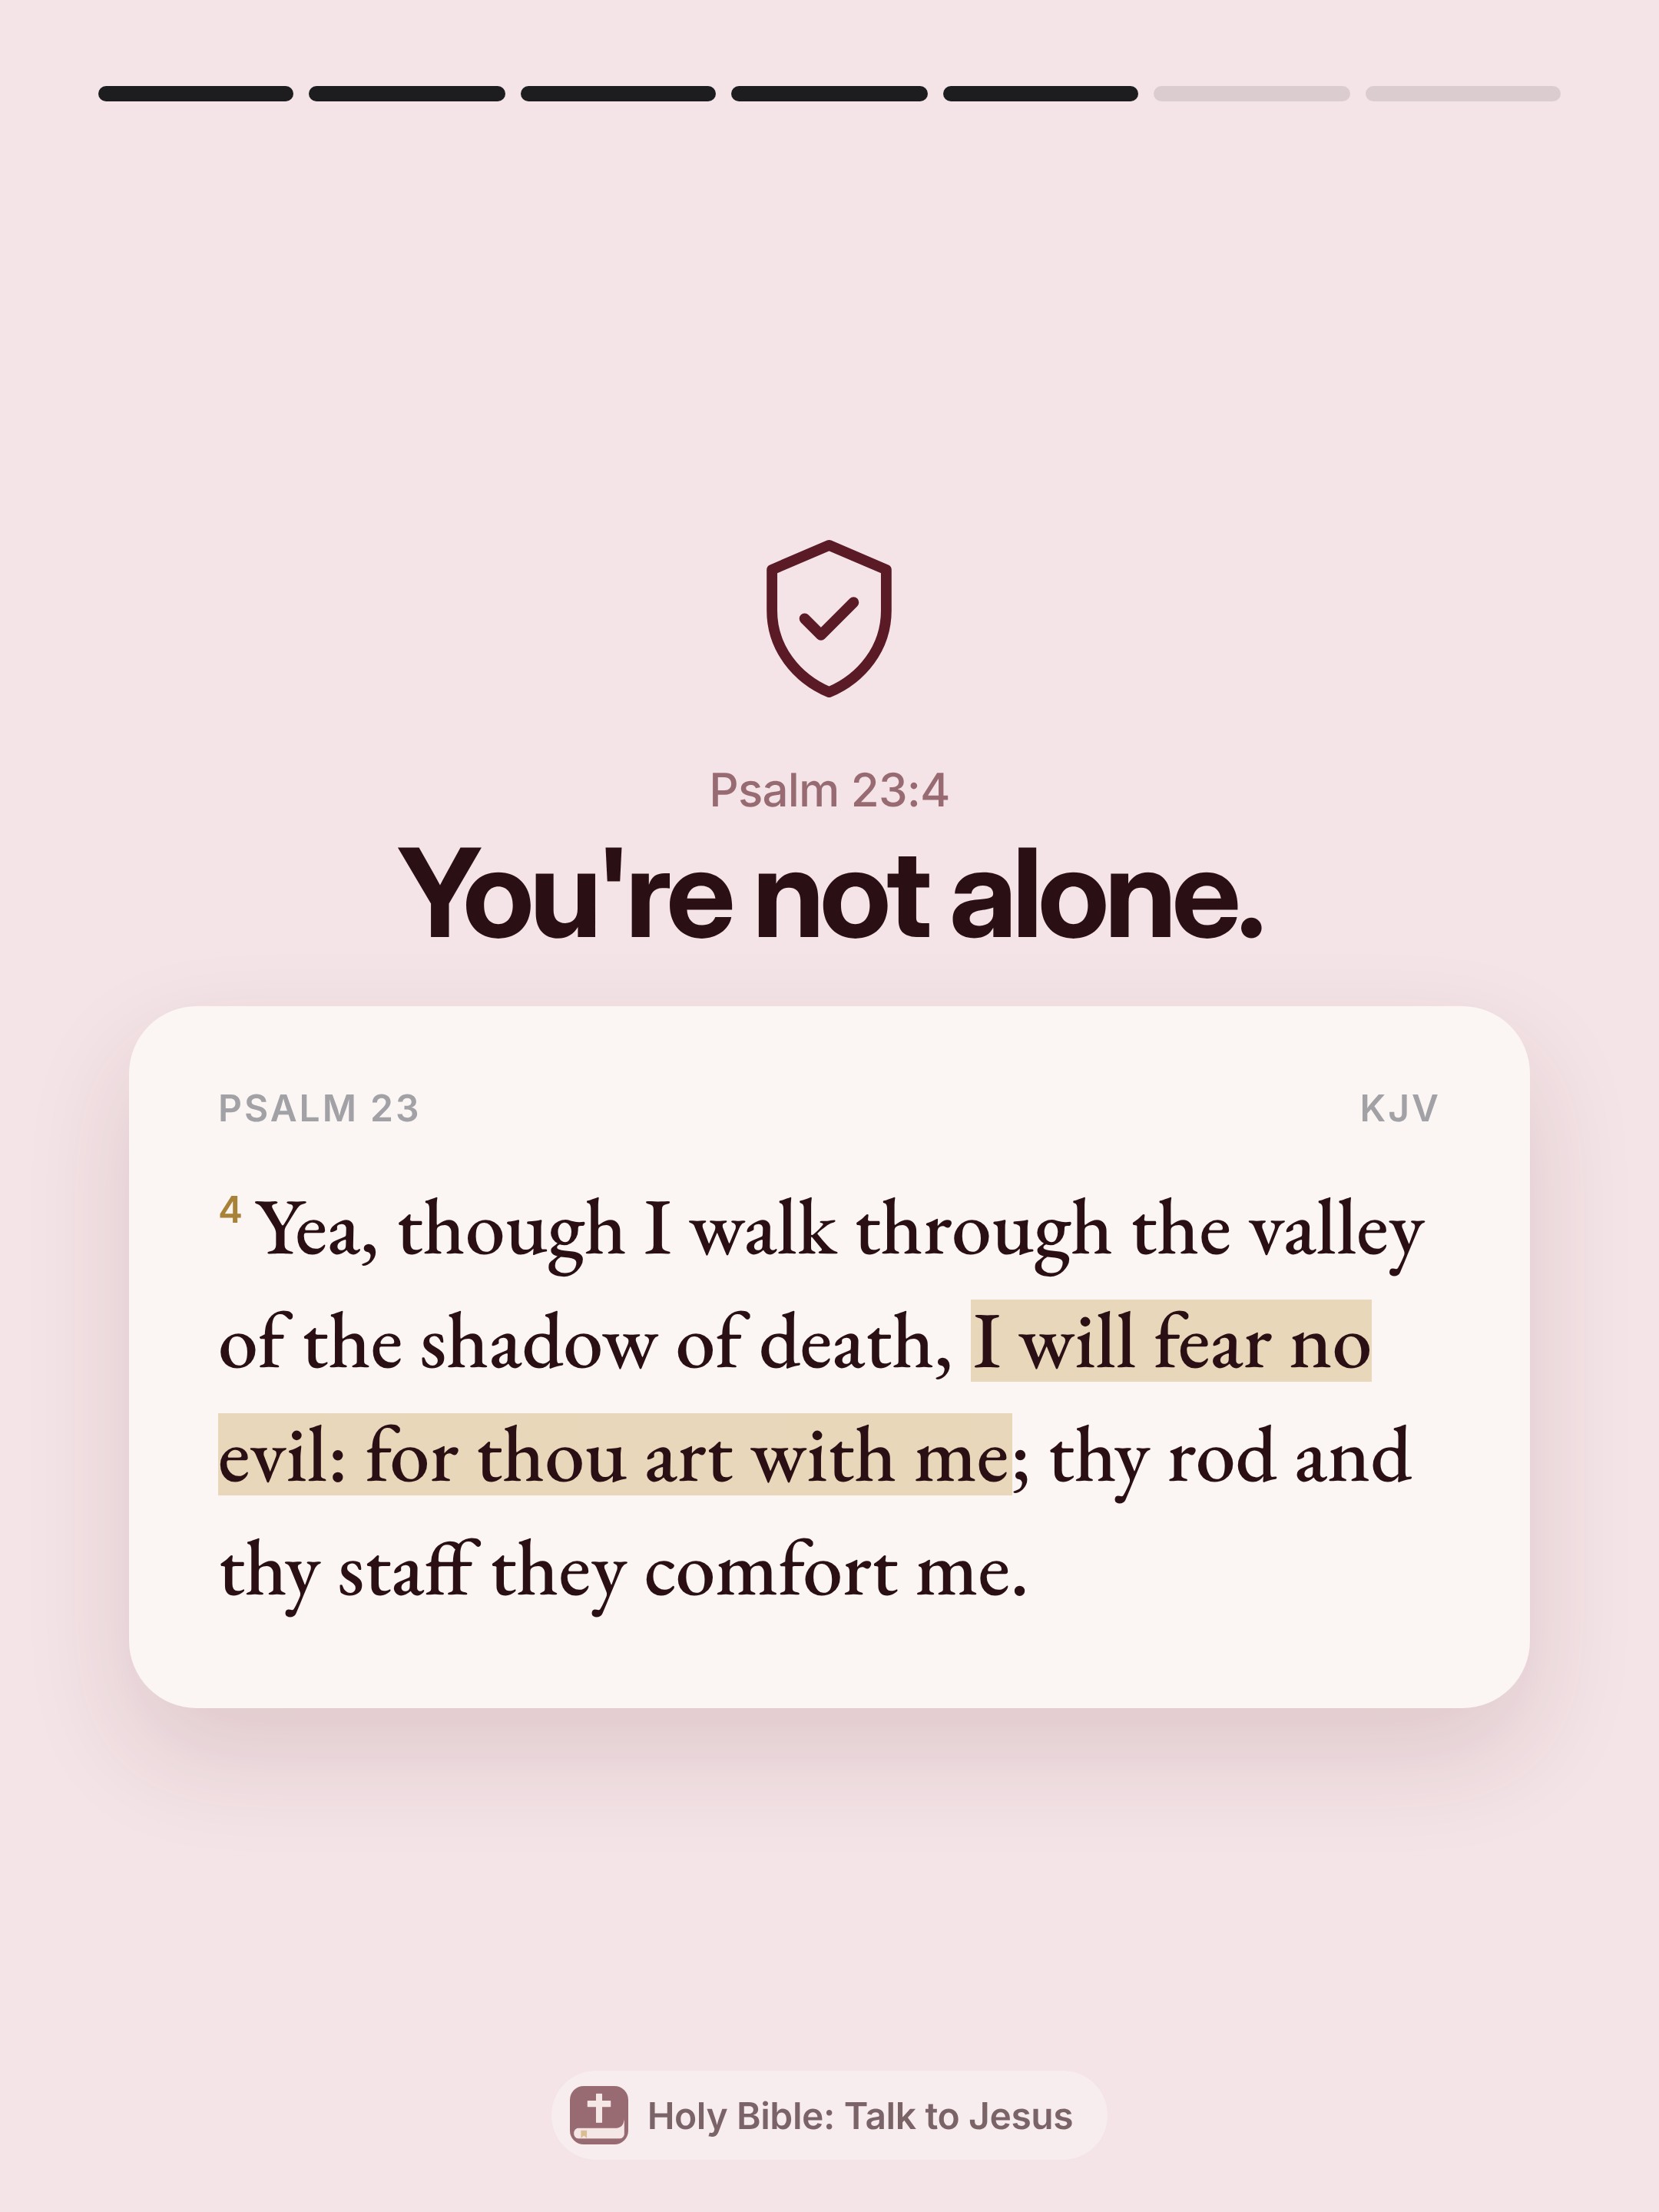 Psalm 23:4
You're not alone.
PSALM 23 KJV
4 Yea, though I walk through the valley
of the shadow of death, I will fear no
evil: for thou art with me; thy rod and
thy staff they comfort me.
Holy Bible: Talk to Jesus